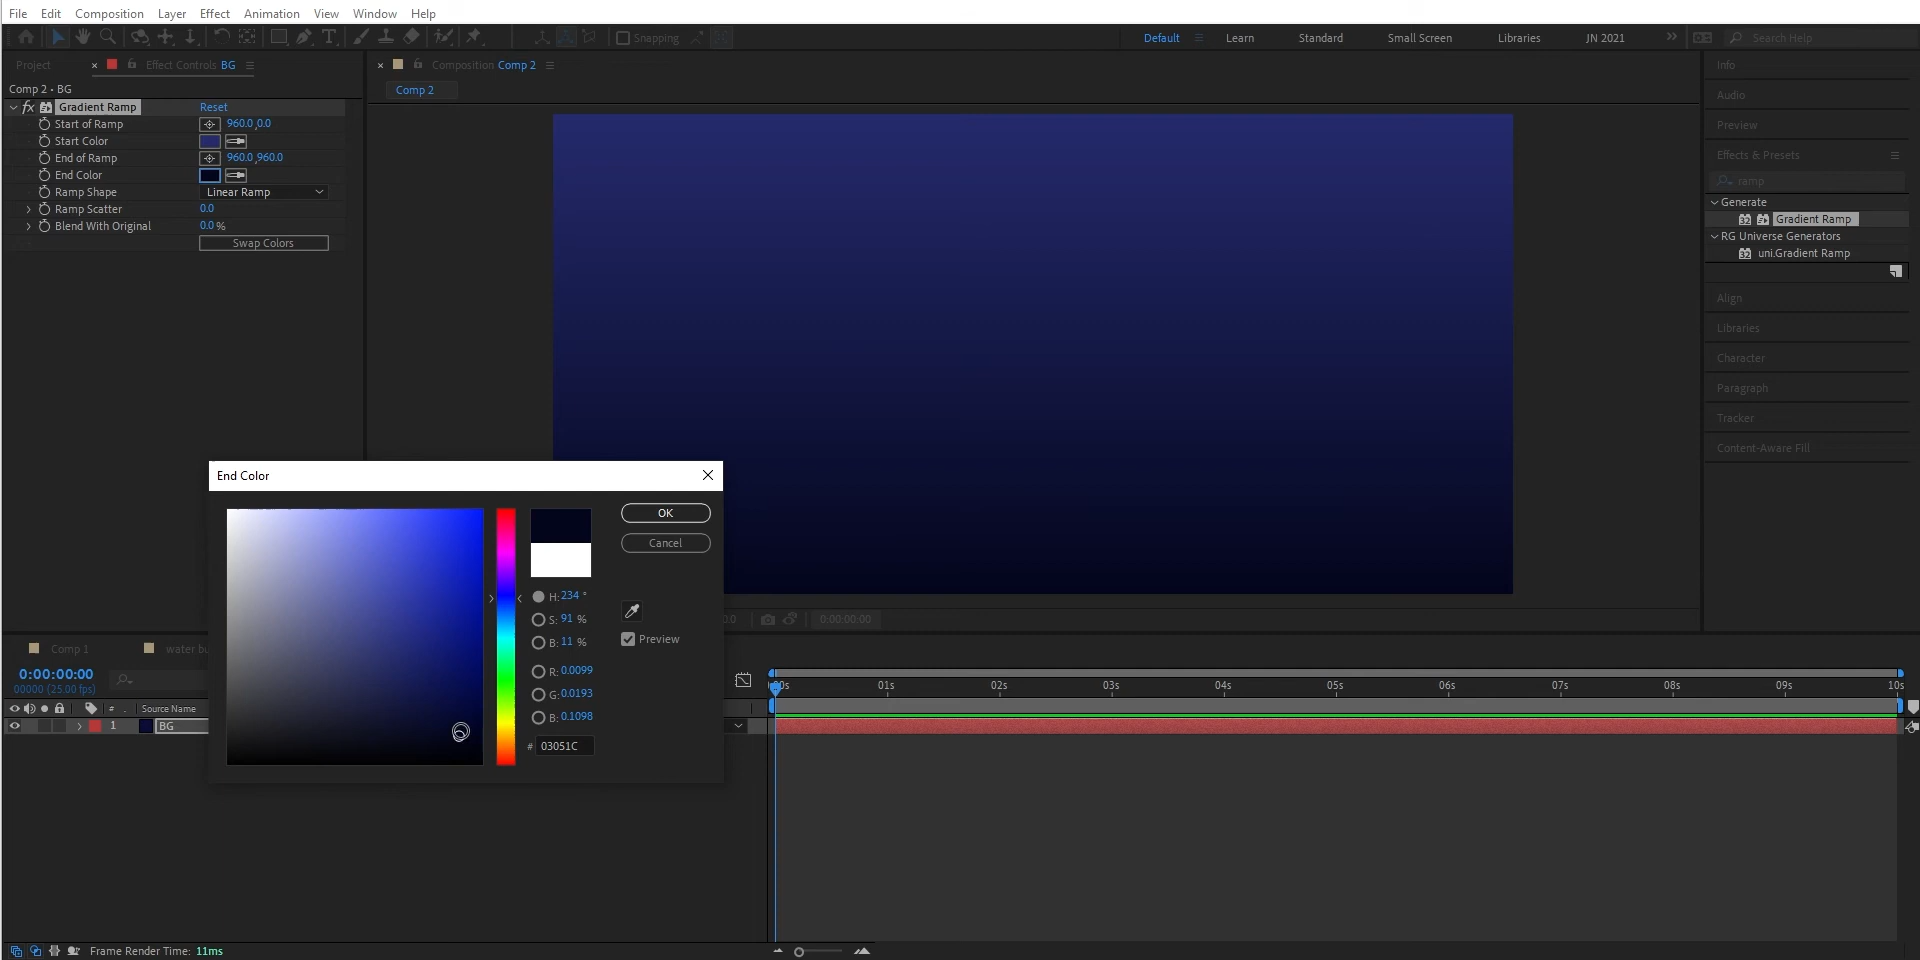 File Edit Composition Layer Effect Animation View Window Help
Snapping
Default Learn Standard Small Screen Libraries JN 2021 Search Help
Project Effect Controls BG
Composition Comp 2
Comp 2 • BG
Comp 2
fx Gradient Ramp Reset
Start of Ramp 960.0,0.0
Start Color
End of Ramp 960.0,960.0
End Color
Ramp Shape Linear Ramp
Ramp Scatter 0.0
Blend With Original 0.0 %
Swap Colors
Info
Audio
Preview
Effects & Presets
ramp
Generate
32 Gradient Ramp
RG Universe Generators
32 uni.Gradient Ramp
Align
Libraries
Character
Paragraph
Tracker
Content-Aware Fill
End Color
OK
Cancel
H: 234 °
S: 91 %
B: 11 %
Preview
R: 0.0099
G: 0.0193
B: 0.1098
# 03051C
0:00:00:00
Comp 1 water bu
0:00:00:00
00000 (25.00 fps)
01s 02s 03s 04s 05s 06s 07s 08s 09s 10s
# Source Name
1 BG
Frame Render Time: 11ms